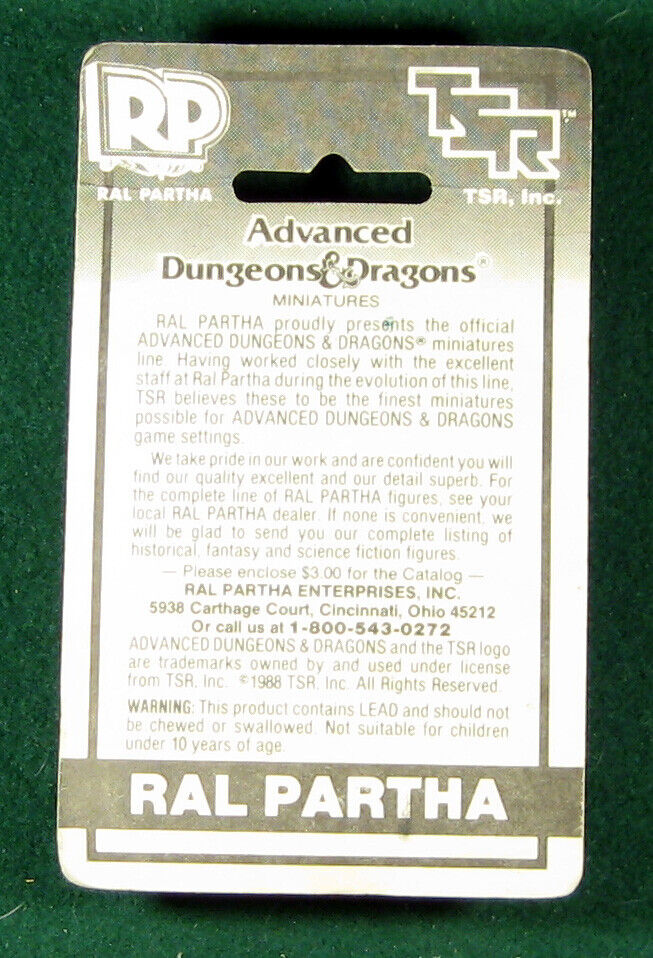 RP
RAL PARTHA
TSR™
TSR, Inc.
Advanced
Dungeons & Dragons®
MINIATURES
RAL PARTHA proudly presents the official
ADVANCED DUNGEONS & DRAGONS® miniatures
line. Having worked closely with the excellent
staff at Ral Partha during the evolution of this line,
TSR believes these to be the finest miniatures
possible for ADVANCED DUNGEONS & DRAGONS
game settings.
We take pride in our work and are confident you will
find our quality excellent and our detail superb. For
the complete line of RAL PARTHA figures, see your
local RAL PARTHA dealer. If none is convenient, we
will be glad to send you our complete listing of
historical, fantasy and science fiction figures.
— Please enclose $3.00 for the Catalog —
RAL PARTHA ENTERPRISES, INC.
5938 Carthage Court, Cincinnati, Ohio 45212
Or call us at 1-800-543-0272
ADVANCED DUNGEONS & DRAGONS and the TSR logo
are trademarks owned by and used under license
from TSR, Inc. ©1988 TSR, Inc. All Rights Reserved.
WARNING: This product contains LEAD and should not
be chewed or swallowed. Not suitable for children
under 10 years of age.
RAL PARTHA